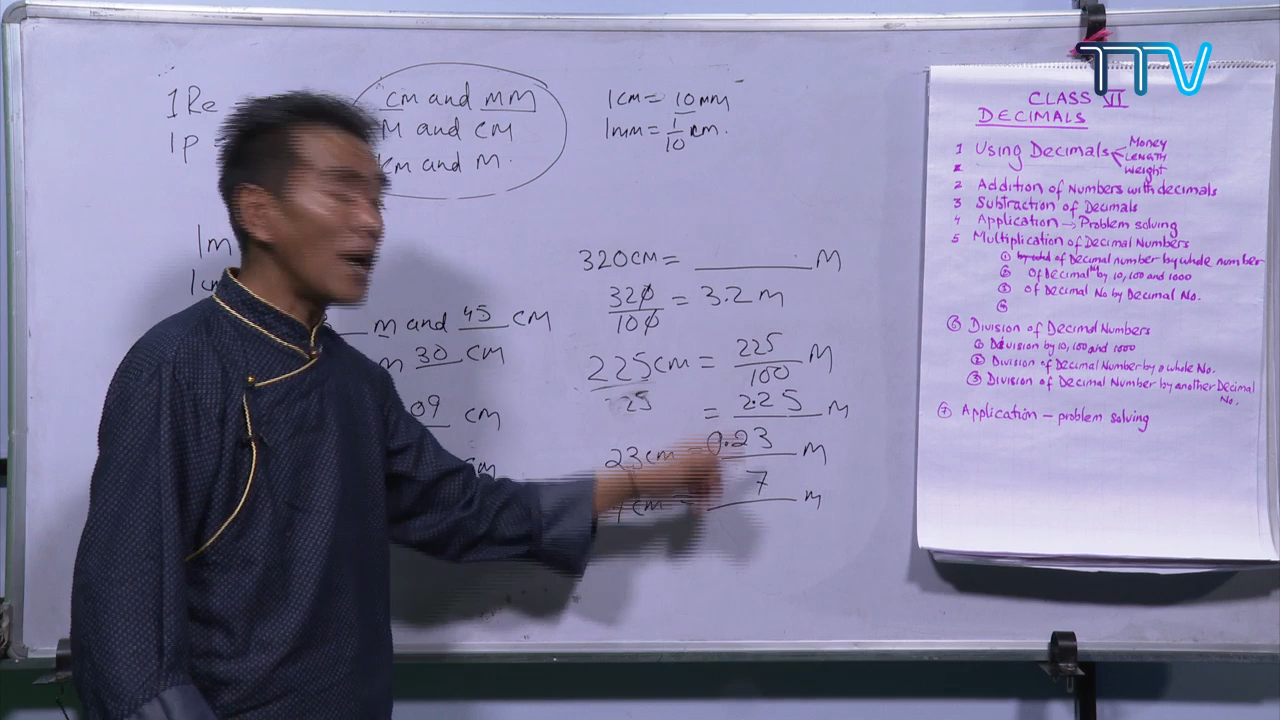 TTV
1Re
1p
CM and MM
M and CM
KM and M.
1cm = 10mm
1mm = 1/10 cm.
1m
1cm
m and 45 CM
m 30 CM
09 cm
cm
320cm = ______ M
320/100 = 3.2 M
225cm = 225/100 M
25
= 2.25 M
23cm = 0.23 M
cm = 7 m
CLASS VI
DECIMALS
1 Using Decimals
Money
Length
Weight
2 Addition of Numbers with decimals
3 Subtraction of Decimals
4 Application → Problem solving
5 Multiplication of Decimal Numbers
① of Decimal number by whole number
② Of Decimal by 10, 100 and 1000
③ of Decimal No by Decimal No.
④
⑥ Division of Decimal Numbers
① Division by 10, 100 and 1000
② Division of Decimal Number by a whole No.
③ Division of Decimal Number by another Decimal
No.
⑦ Application – problem solving